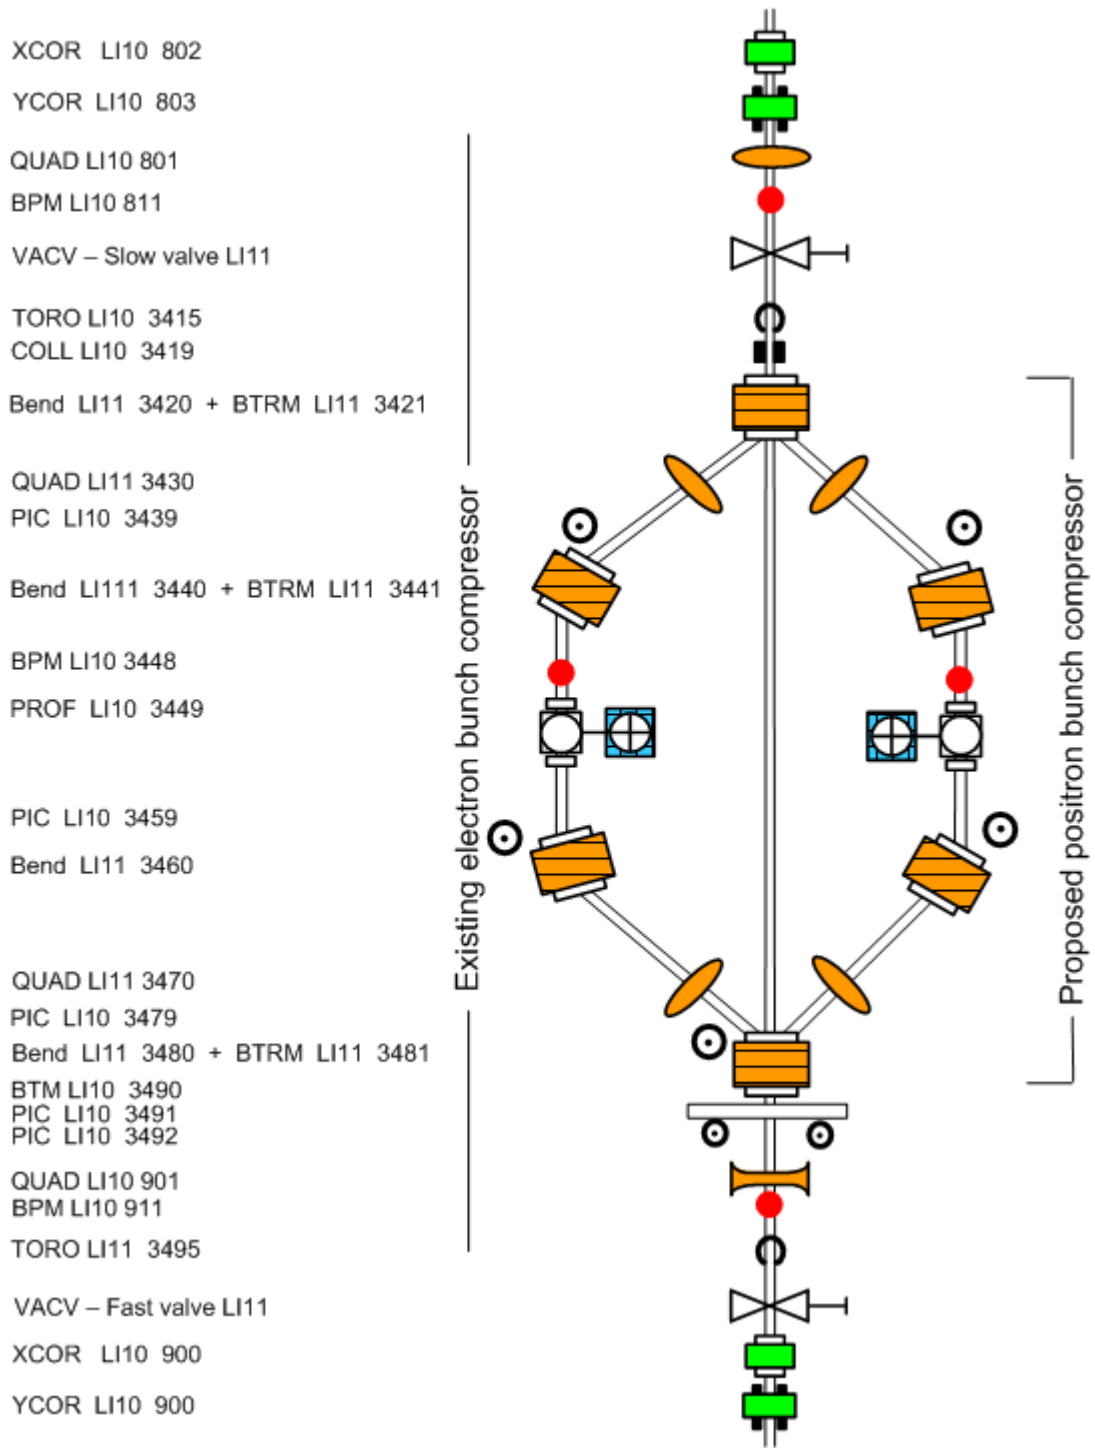 XCOR LI10 802
YCOR LI10 803
QUAD LI10 801
BPM LI10 811
VACV – Slow valve LI11
TORO LI10 3415
COLL LI10 3419
Bend LI11 3420 + BTRM LI11 3421
QUAD LI11 3430
PIC LI10 3439
Bend LI111 3440 + BTRM LI11 3441
BPM LI10 3448
PROF LI10 3449
PIC LI10 3459
Bend LI11 3460
QUAD LI11 3470
PIC LI10 3479
Bend LI11 3480 + BTRM LI11 3481
BTM LI10 3490
PIC LI10 3491
PIC LI10 3492
QUAD LI10 901
BPM LI10 911
TORO LI11 3495
VACV – Fast valve LI11
XCOR LI10 900
YCOR LI10 900
Existing electron bunch compressor
Proposed positron bunch compressor